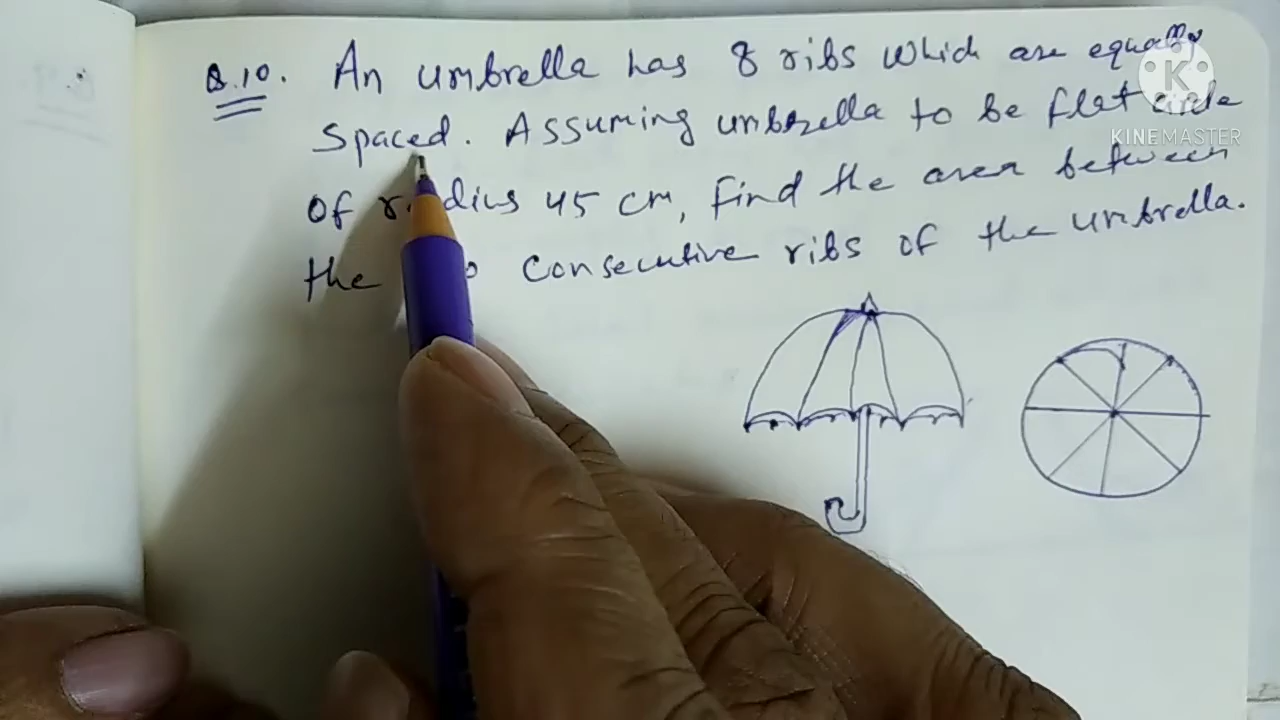 Q.10. An umbrella has 8 ribs which are equally
spaced. Assuming umbrella to be flat circle
of radius 45 cm, find the area between
the consecutive ribs of the umbrella.
K
KINEMASTER